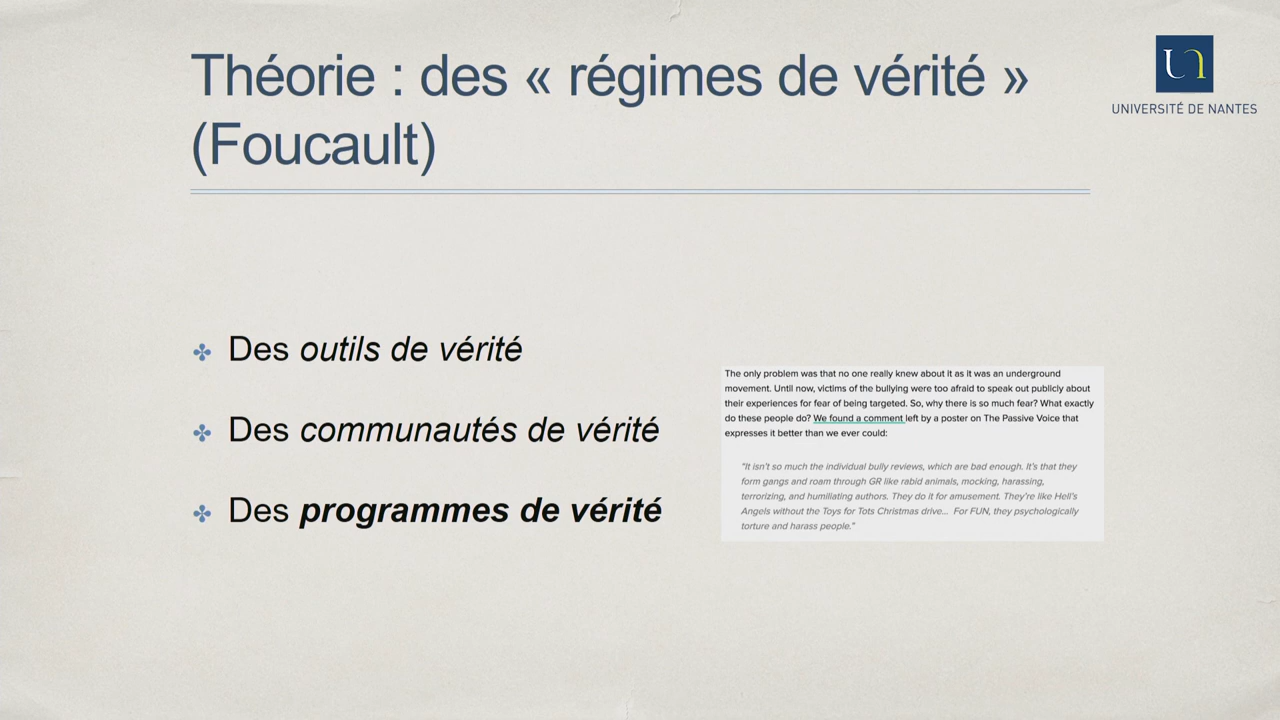 Théorie : des « régimes de vérité »
(Foucault)
UNIVERSITÉ DE NANTES
Des outils de vérité
Des communautés de vérité
Des programmes de vérité
The only problem was that no one really knew about it as it was an underground
movement. Until now, victims of the bullying were too afraid to speak out publicly about
their experiences for fear of being targeted. So, why there is so much fear? What exactly
do these people do? We found a comment left by a poster on The Passive Voice that
expresses it better than we ever could:
"It isn't so much the individual bully reviews, which are bad enough. It's that they
form gangs and roam through GR like rabid animals, mocking, harassing,
terrorizing, and humiliating authors. They do it for amusement. They're like Hell's
Angels without the Toys for Tots Christmas drive... For FUN, they psychologically
torture and harass people."